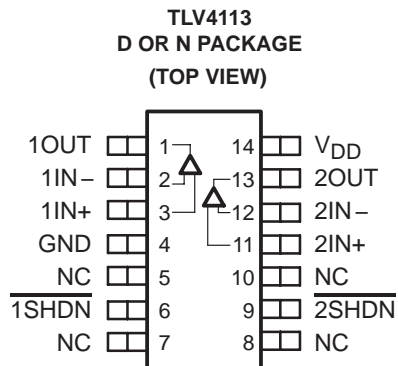 TLV4113
D OR N PACKAGE
(TOP VIEW)
1OUT 1 14 VDD
1IN− 2 13 2OUT
1IN+ 3 12 2IN−
GND 4 11 2IN+
NC 5 10 NC
1SHDN 6 9 2SHDN
NC 7 8 NC